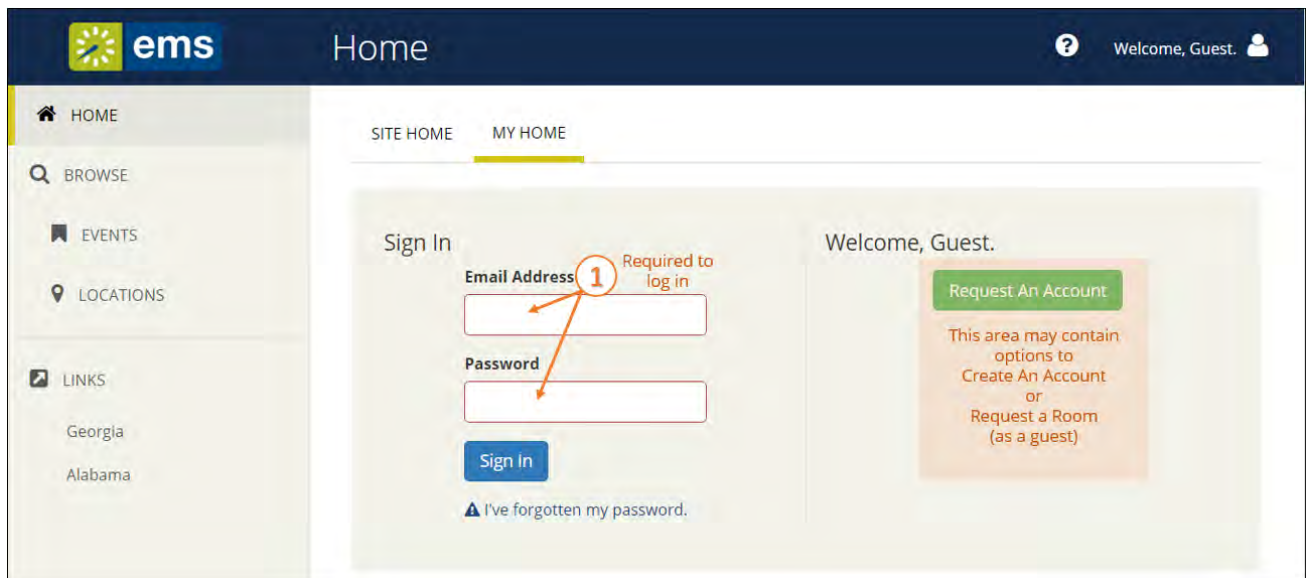 ems
Home
?
Welcome, Guest.
HOME
BROWSE
EVENTS
LOCATIONS
LINKS
Georgia
Alabama
SITE HOME
MY HOME
Sign In
Email Address
1
Required to
log in
Password
Sign In
I've forgotten my password.
Welcome, Guest.
Request An Account
This area may contain
options to
Create An Account
or
Request a Room
(as a guest)